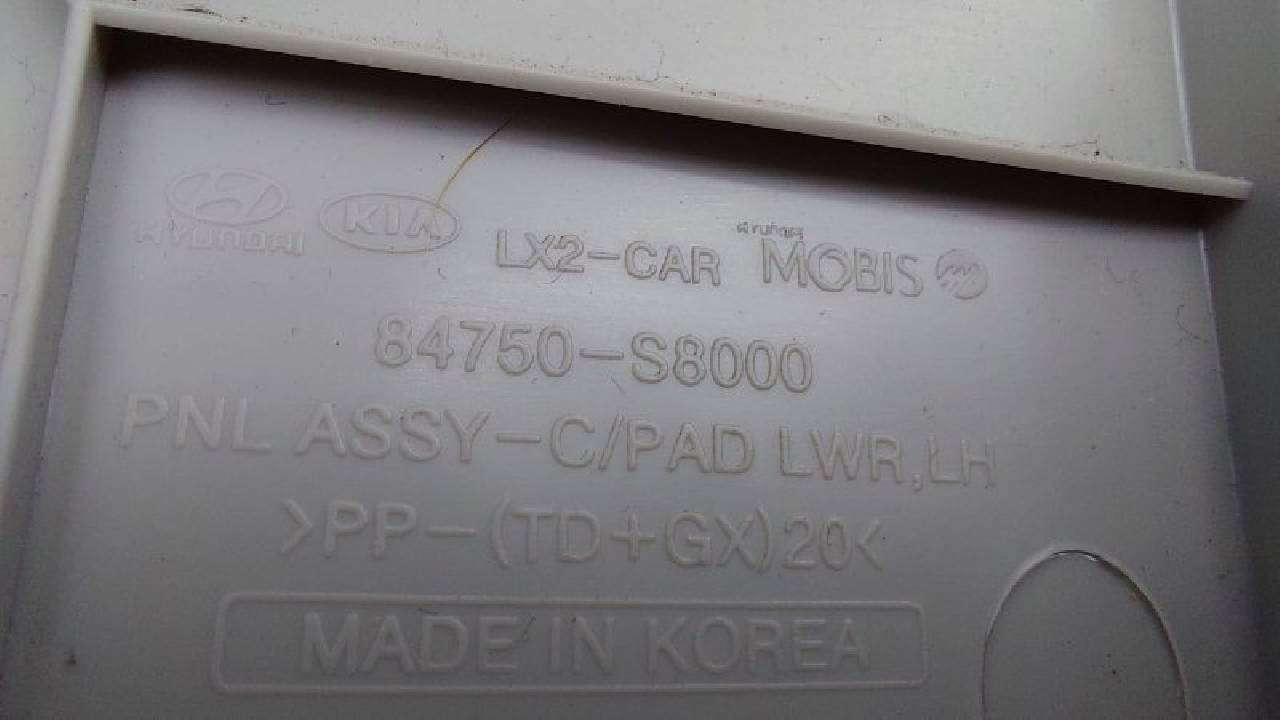 HYUNDAI KIA LX2-CAR HYUNDAI MOBIS
84750-S8000
PNL ASSY-C/PAD LWR,LH
>PP-(TD+GX)20<
MADE IN KOREA